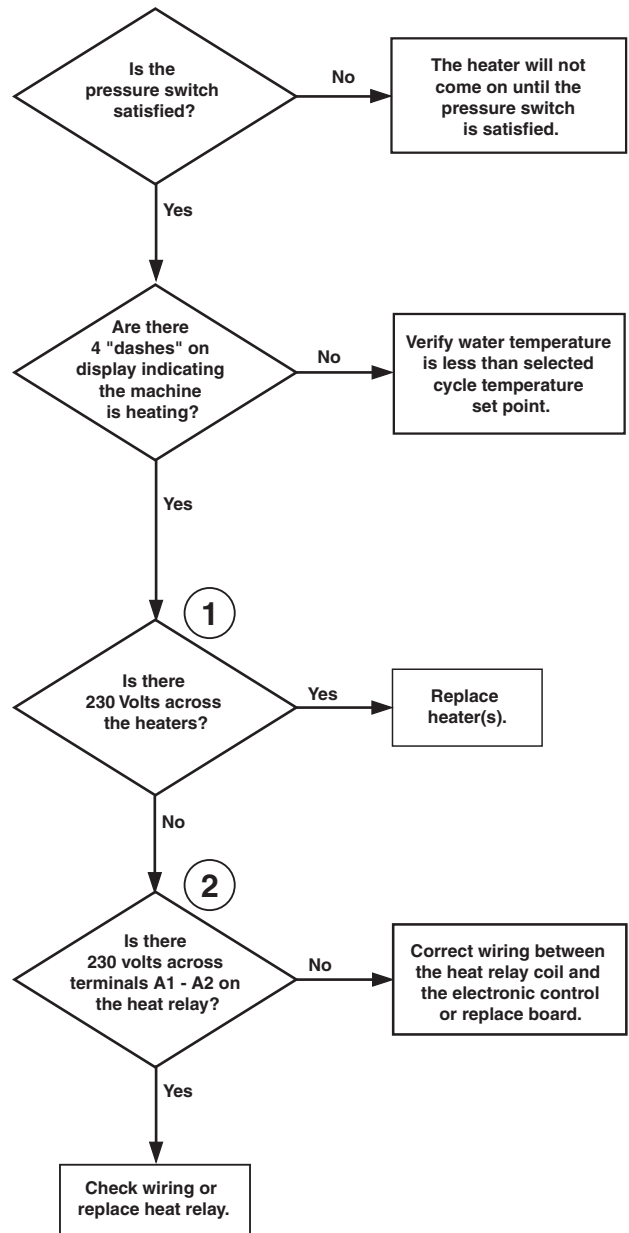 Is the
pressure switch
satisfied?
No
The heater will not
come on until the
pressure switch
is satisfied.
Yes
Are there
4 "dashes" on
display indicating
the machine
is heating?
No
Verify water temperature
is less than selected
cycle temperature
set point.
Yes
1
Is there
230 Volts across
the heaters?
Yes
Replace
heater(s).
No
2
Is there
230 volts across
terminals A1 - A2 on
the heat relay?
No
Correct wiring between
the heat relay coil and
the electronic control
or replace board.
Yes
Check wiring or
replace heat relay.